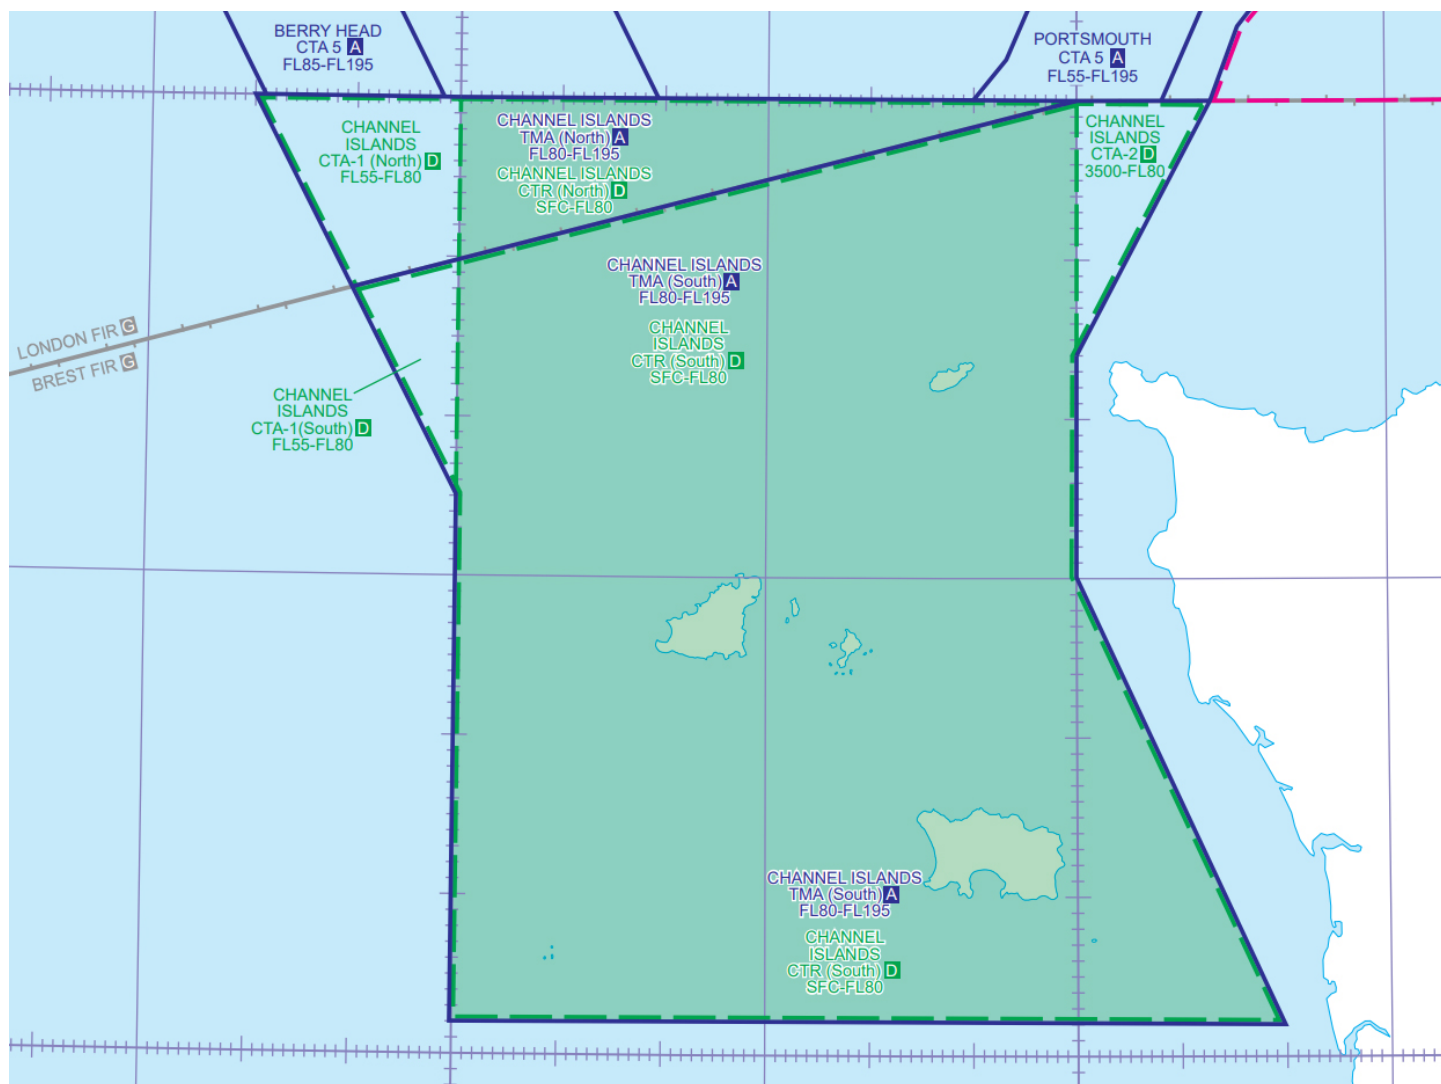 BERRY HEAD
CTA 5 A
FL85-FL195
PORTSMOUTH
CTA 5 A
FL55-FL195
CHANNEL
ISLANDS
CTA-1 (North) D
FL55-FL80
CHANNEL ISLANDS
TMA (North) A
FL80-FL195
CHANNEL ISLANDS
CTR (North) D
SFC-FL80
CHANNEL
ISLANDS
CTA-2 D
3500-FL80
CHANNEL ISLANDS
TMA (South) A
FL80-FL195
CHANNEL
ISLANDS
CTR (South) D
SFC-FL80
LONDON FIR G
BREST FIR G
CHANNEL
ISLANDS
CTA-1(South) D
FL55-FL80
CHANNEL ISLANDS
TMA (South) A
FL80-FL195
CHANNEL
ISLANDS
CTR (South) D
SFC-FL80